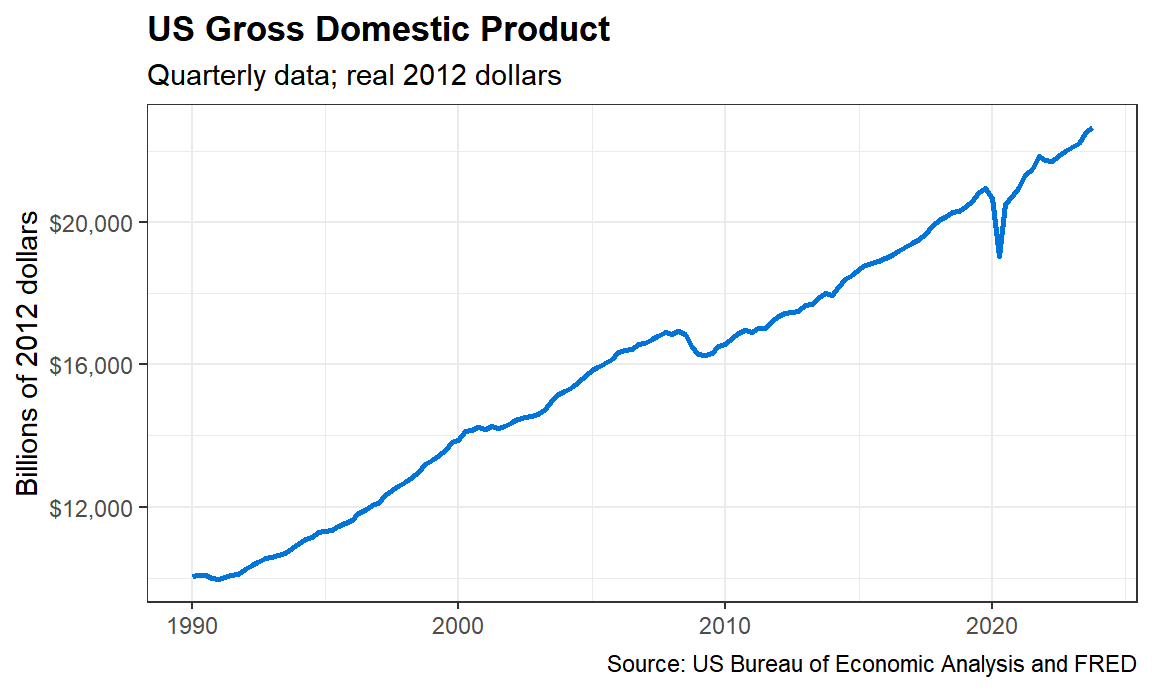 US Gross Domestic Product
Quarterly data; real 2012 dollars
Billions of 2012 dollars
$20,000
$16,000
$12,000
1990
2000
2010
2020
Source: US Bureau of Economic Analysis and FRED